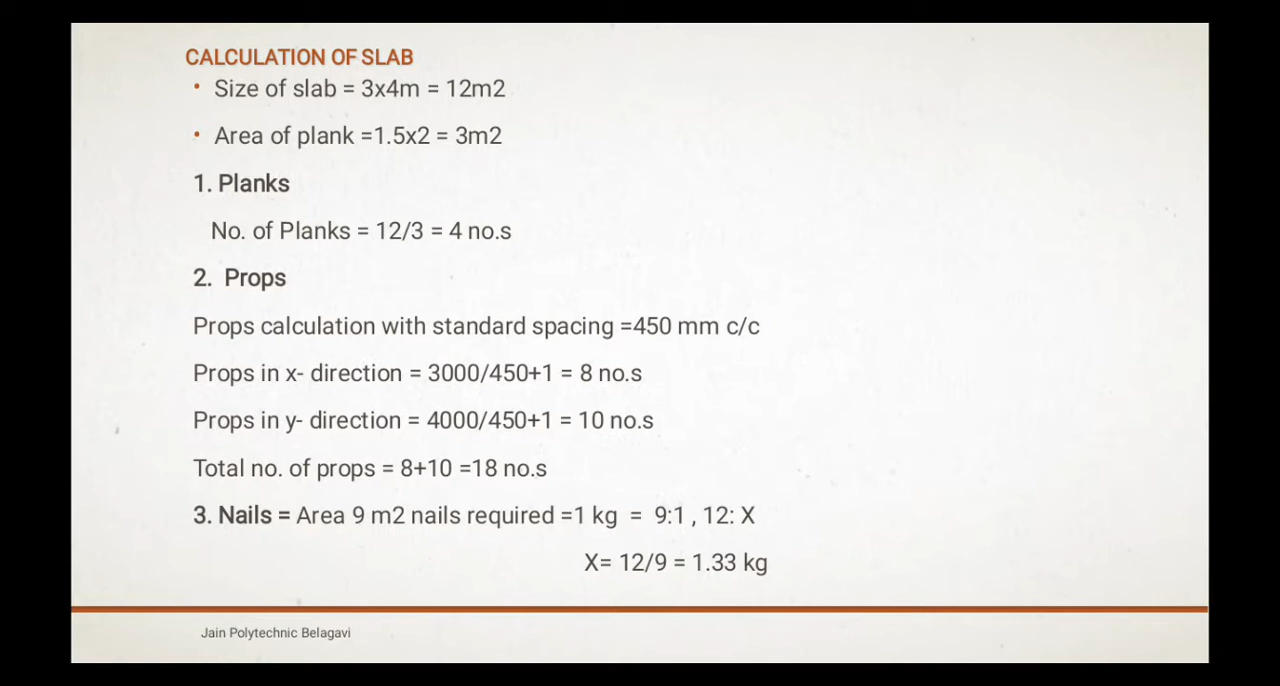 CALCULATION OF SLAB
• Size of slab = 3x4m = 12m2
• Area of plank =1.5x2 = 3m2
1. Planks
No. of Planks = 12/3 = 4 no.s
2. Props
Props calculation with standard spacing =450 mm c/c
Props in x- direction = 3000/450+1 = 8 no.s
Props in y- direction = 4000/450+1 = 10 no.s
Total no. of props = 8+10 =18 no.s
3. Nails = Area 9 m2 nails required =1 kg = 9:1 , 12: X
X= 12/9 = 1.33 kg
Jain Polytechnic Belagavi